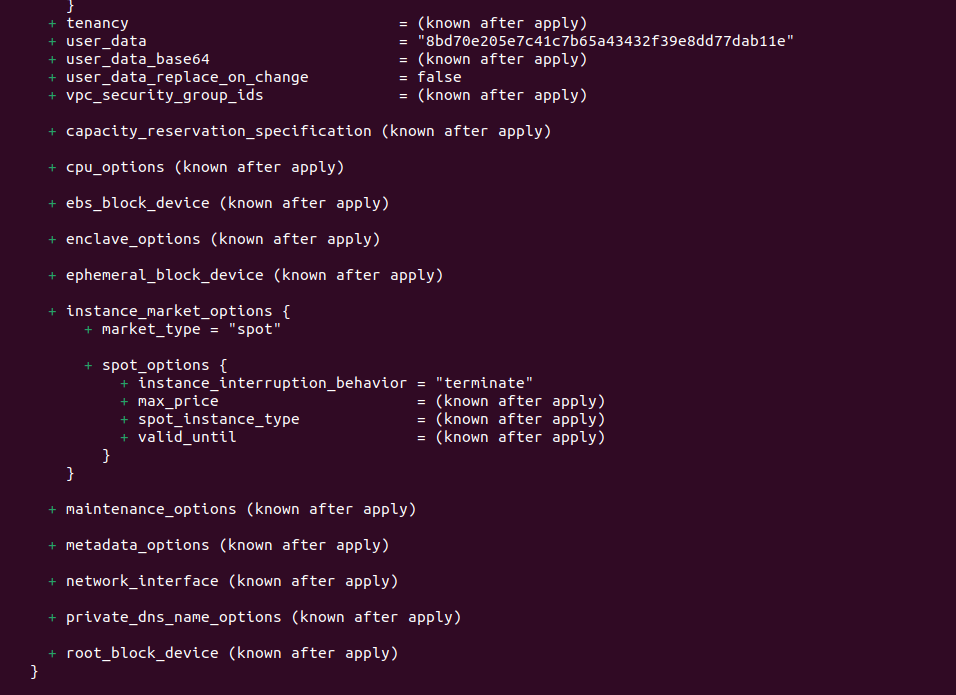 }
+ tenancy                              = (known after apply)
+ user_data                            = "8bd70e205e7c41c7b65a43432f39e8dd77dab11e"
+ user_data_base64                     = (known after apply)
+ user_data_replace_on_change          = false
+ vpc_security_group_ids               = (known after apply)
+ capacity_reservation_specification (known after apply)
+ cpu_options (known after apply)
+ ebs_block_device (known after apply)
+ enclave_options (known after apply)
+ ephemeral_block_device (known after apply)
+ instance_market_options {
+ market_type = "spot"
+ spot_options {
+ instance_interruption_behavior = "terminate"
+ max_price                      = (known after apply)
+ spot_instance_type             = (known after apply)
+ valid_until                    = (known after apply)
}
}
+ maintenance_options (known after apply)
+ metadata_options (known after apply)
+ network_interface (known after apply)
+ private_dns_name_options (known after apply)
+ root_block_device (known after apply)
}